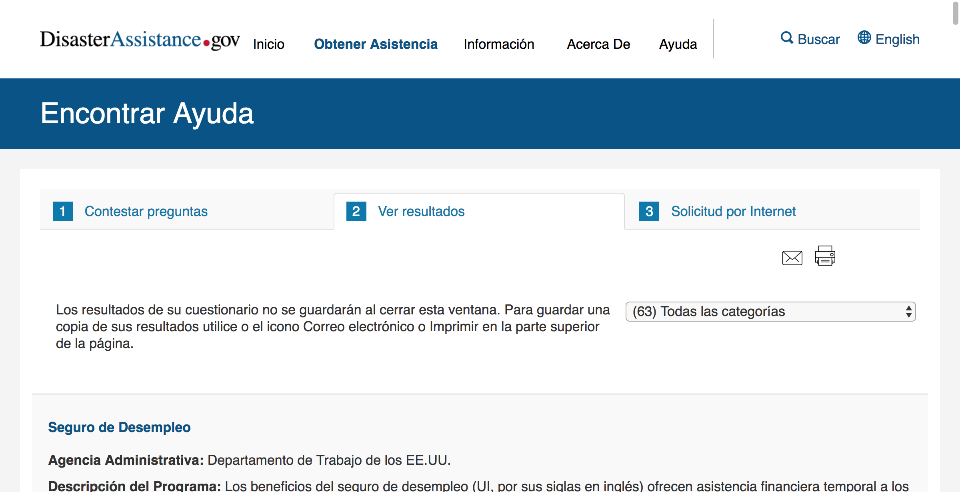 DisasterAssistance.gov Inicio Obtener Asistencia Información Acerca De Ayuda Buscar English
Encontrar Ayuda
1 Contestar preguntas 2 Ver resultados 3 Solicitud por Internet
Los resultados de su cuestionario no se guardarán al cerrar esta ventana. Para guardar una
copia de sus resultados utilice o el icono Correo electrónico o Imprimir en la parte superior
de la página.
(63) Todas las categorías
Seguro de Desempleo
Agencia Administrativa: Departamento de Trabajo de los EE.UU.
Descripción del Programa: Los beneficios del seguro de desempleo (UI, por sus siglas en inglés) ofrecen asistencia financiera temporal a los